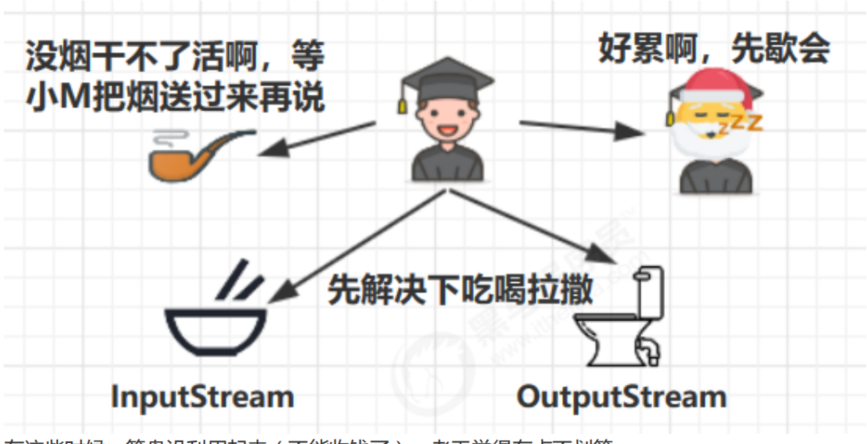 没烟干不了活啊，等
小M把烟送过来再说
好累啊，先歇会
zZZ
先解决下吃喝拉撒
InputStream
OutputStream